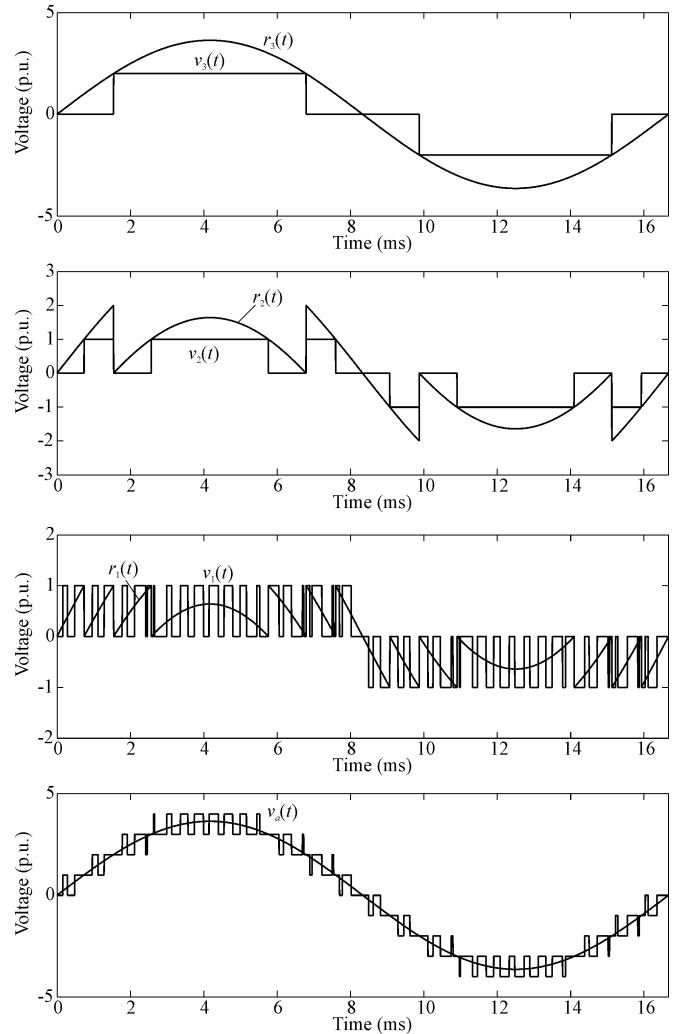 5
r₃(t)
v₃(t)
Voltage (p.u.)
0
-5
0 2 4 6 8 10 12 14 16
Time (ms)
3
r₂(t)
2
1
v₂(t)
Voltage (p.u.)
0
-1
-2
-3
0 2 4 6 8 10 12 14 16
Time (ms)
2
r₁(t) v₁(t)
1
Voltage (p.u.)
0
-1
-2
0 2 4 6 8 10 12 14 16
Time (ms)
5
vₐ(t)
Voltage (p.u.)
0
-5
0 2 4 6 8 10 12 14 16
Time (ms)